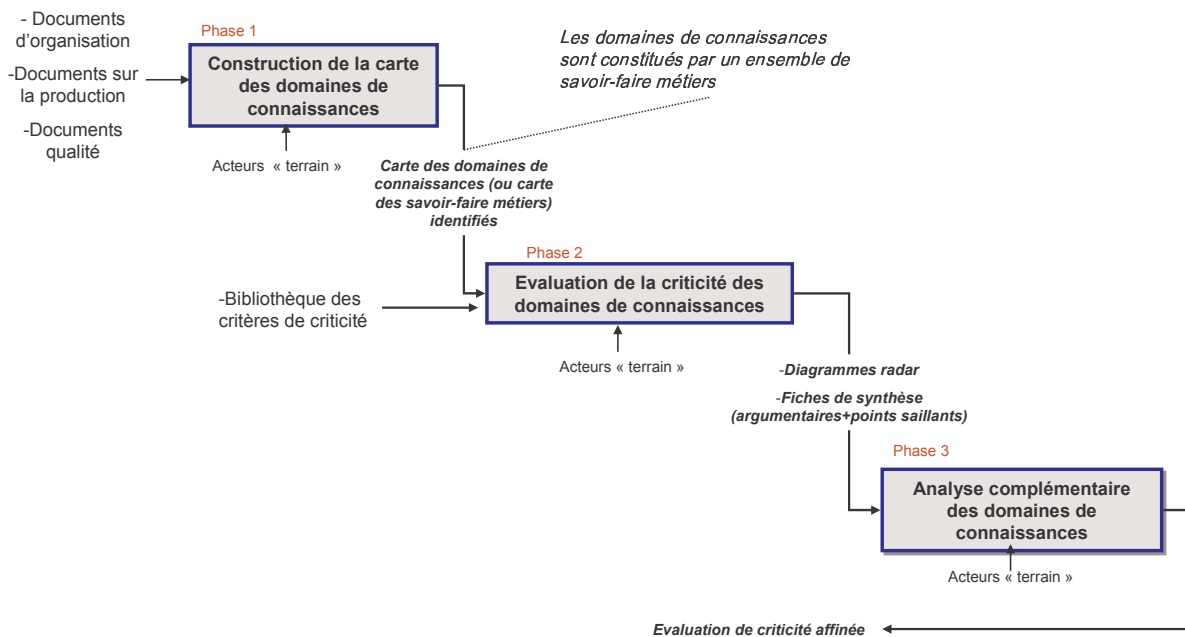 - Documents
d'organisation
-Documents sur
la production
-Documents
qualité
Phase 1
Construction de la carte
des domaines de
connaissances
Acteurs « terrain »
Les domaines de connaissances
sont constitués par un ensemble de
savoir-faire métiers
Carte des domaines de
connaissances (ou carte
des savoir-faire métiers)
identifiés
Phase 2
Evaluation de la criticité des
domaines de connaissances
-Bibliothèque des
critères de criticité
Acteurs « terrain »
-Diagrammes radar
-Fiches de synthèse
(argumentaires+points saillants)
Phase 3
Analyse complémentaire
des domaines de
connaissances
Acteurs « terrain »
Evaluation de criticité affinée